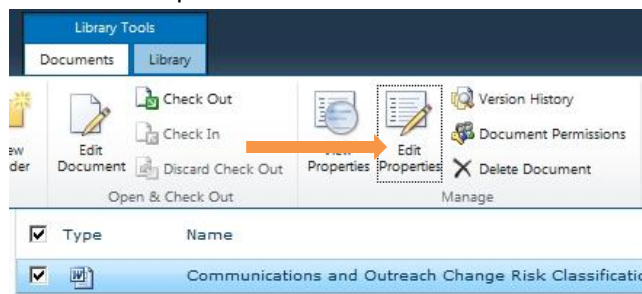 Library Tools
Documents Library
Edit Document
Check Out
Check In
Discard Check Out
Open & Check Out
Properties
Edit Properties
Version History
Document Permissions
Delete Document
Manage
Type Name
Communications and Outreach Change Risk